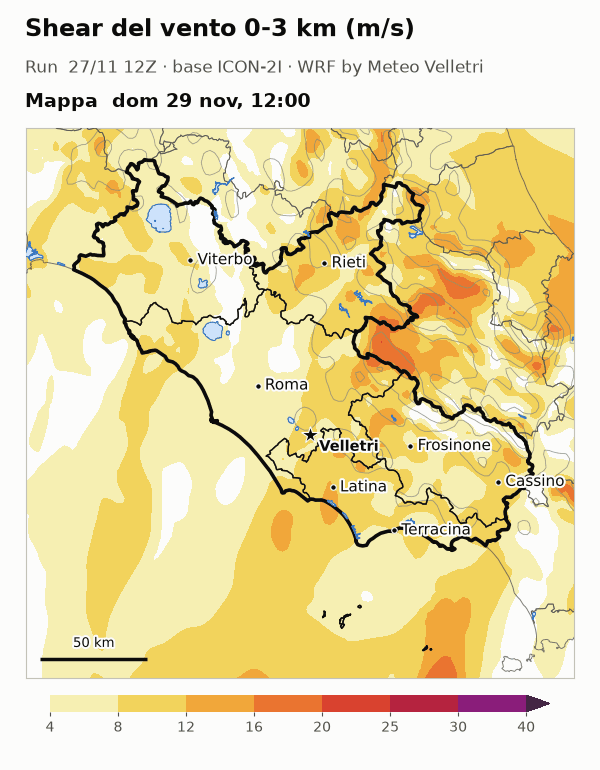 Shear del vento 0-3 km (m/s)
Run  27/11 12Z · base ICON-2I · WRF by Meteo Velletri
Mappa  dom 29 nov, 12:00
Viterbo
Rieti
Roma
Velletri
Frosinone
Cassino
Latina
Terracina
50 km
4 8 12 16 20 25 30 40